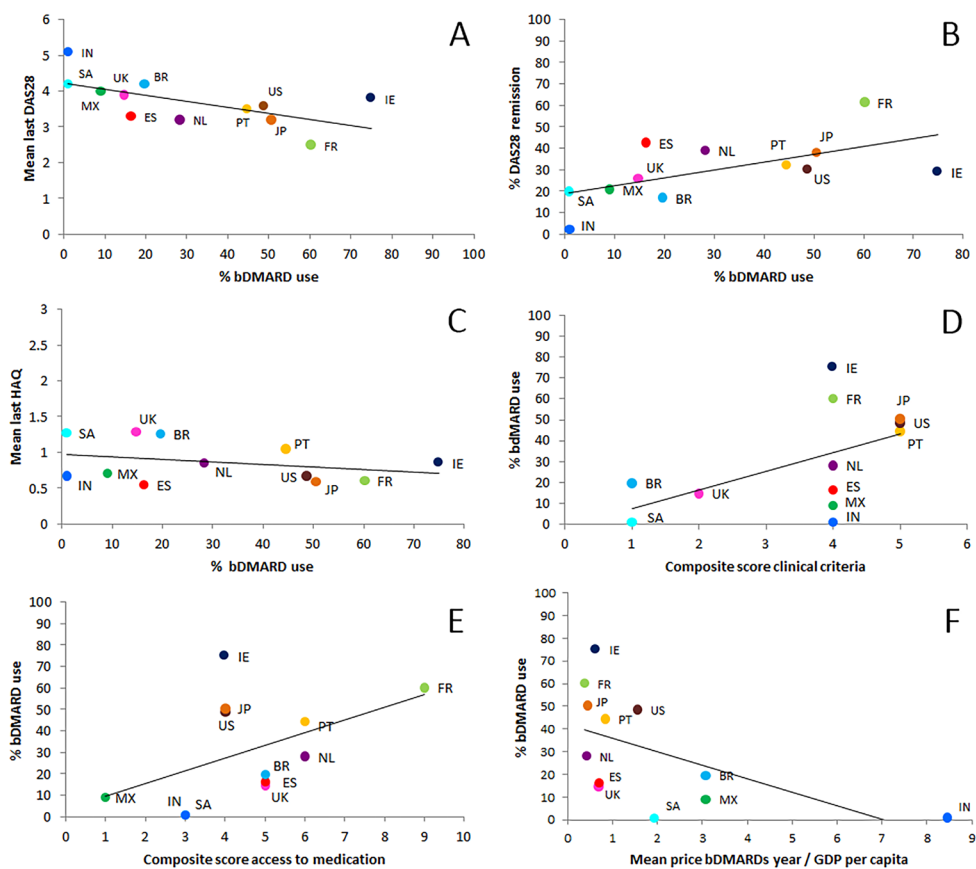 A
6
5
4
3
2
1
0
Mean last DAS28
IN
SA
UK
BR
MX
ES
NL
US
PT
JP
IE
FR
0 10 20 30 40 50 60 70 80 90 100
% bDMARD use
B
100
90
80
70
60
50
40
30
20
10
0
% DAS28 remission
FR
ES
NL
PT
JP
UK
US
IE
SA
MX
BR
IN
0 10 20 30 40 50 60 70 80
% bDMARD use
C
3
2.5
2
1.5
1
0.5
0
Mean last HAQ
SA
UK
BR
PT
IE
IN
MX
ES
NL
US
JP
FR
0 10 20 30 40 50 60 70 80
% bDMARD use
D
100
90
80
70
60
50
40
30
20
10
0
% bdMARD use
IE
FR
JP
US
PT
NL
BR
UK
ES
MX
SA
IN
0 1 2 3 4 5 6
Composite score clinical criteria
E
100
90
80
70
60
50
40
30
20
10
0
% bDMARD use
IE
FR
JP
US
PT
NL
BR
ES
UK
MX
IN
SA
0 1 2 3 4 5 6 7 8 9 10
Composite score access to medication
F
100
90
80
70
60
50
40
30
20
10
0
% bDMARD use
IE
FR
JP
PT
US
NL
ES
UK
BR
MX
SA
IN
0 1 2 3 4 5 6 7 8 9
Mean price bDMARDs year / GDP per capita